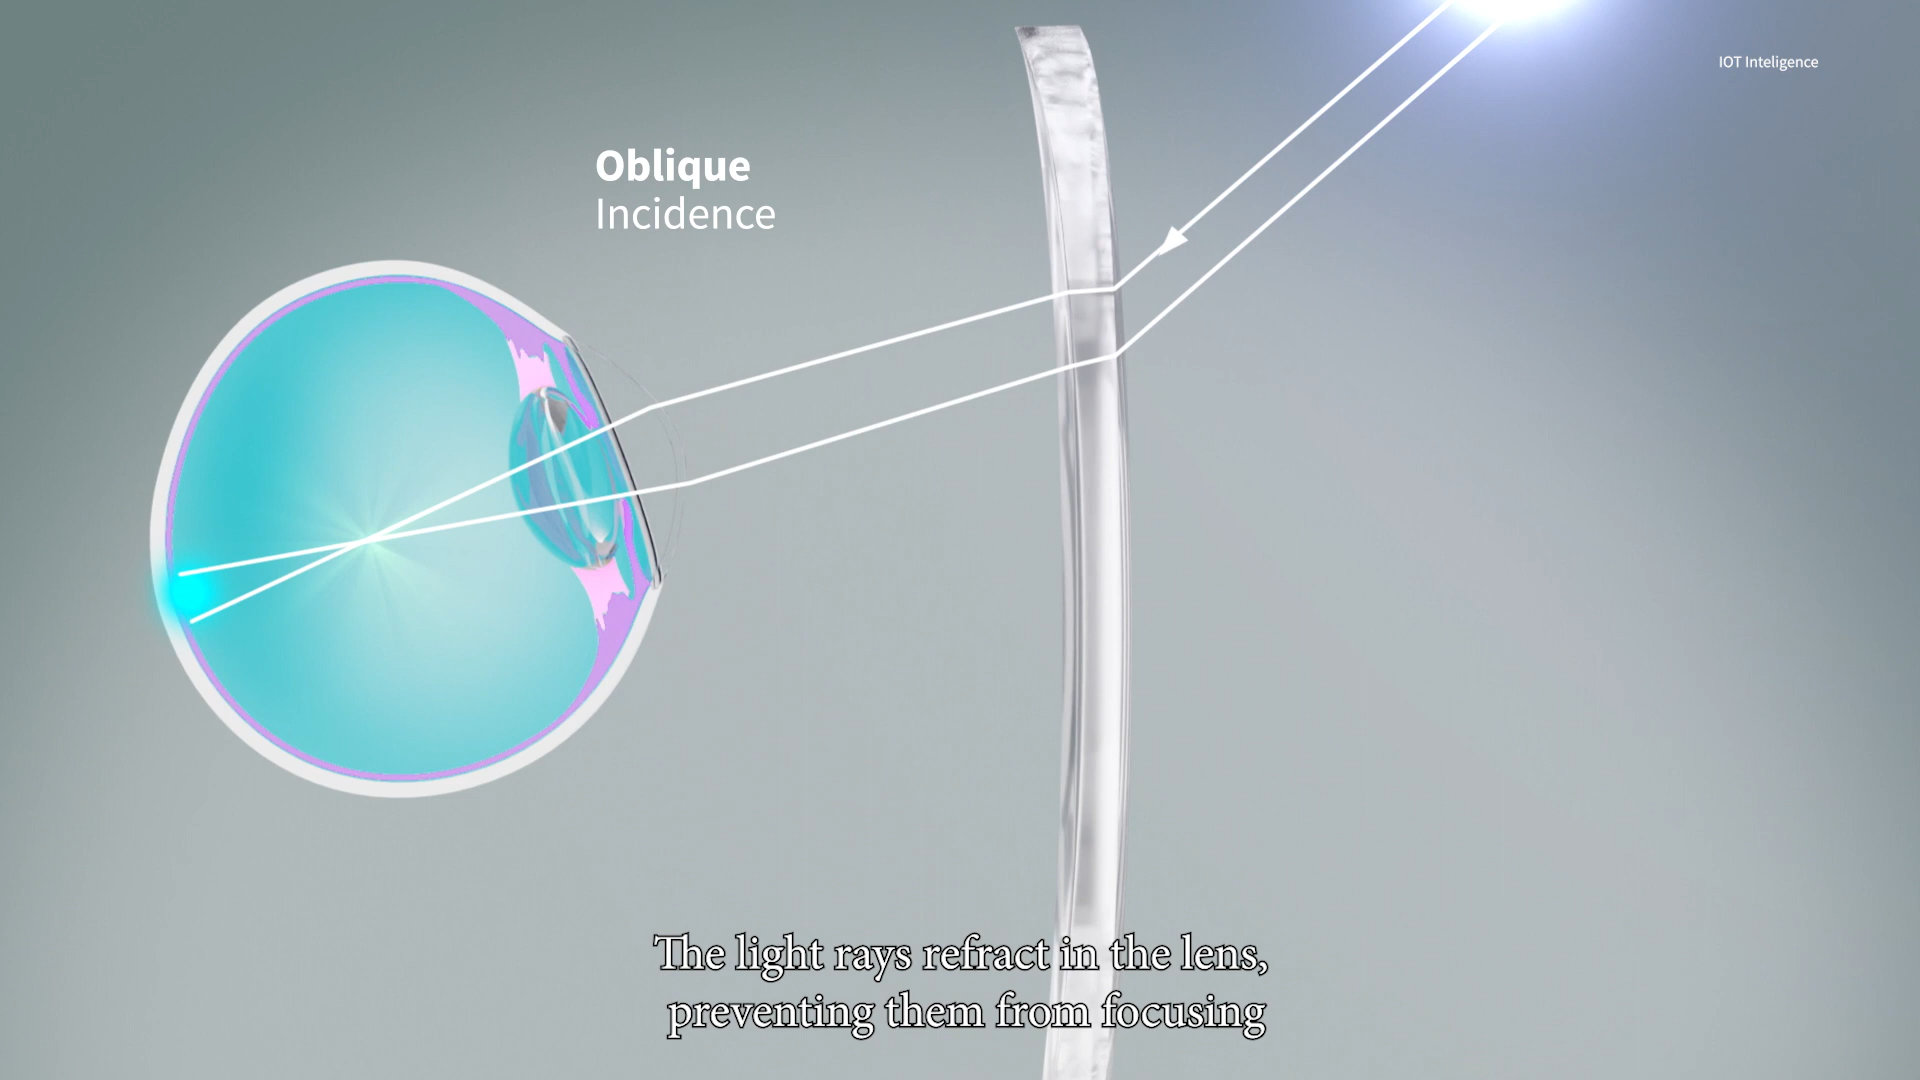 IOT Inteligence
Oblique
Incidence
The light rays refract in the lens,
preventing them from focusing